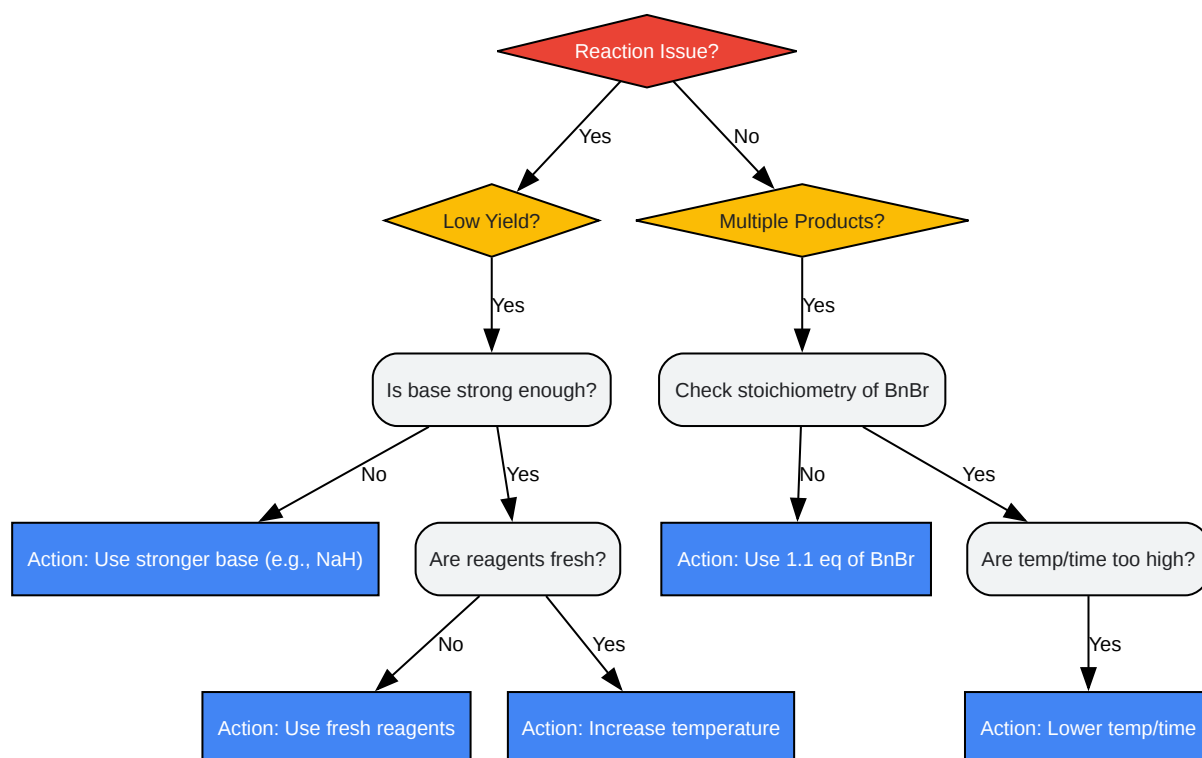 Reaction Issue?
Yes
No
Low Yield?
Multiple Products?
Yes
Yes
Is base strong enough?
Check stoichiometry of BnBr
No
Yes
No
Yes
Action: Use stronger base (e.g., NaH)
Are reagents fresh?
Action: Use 1.1 eq of BnBr
Are temp/time too high?
No
Yes
Yes
Action: Use fresh reagents
Action: Increase temperature
Action: Lower temp/time